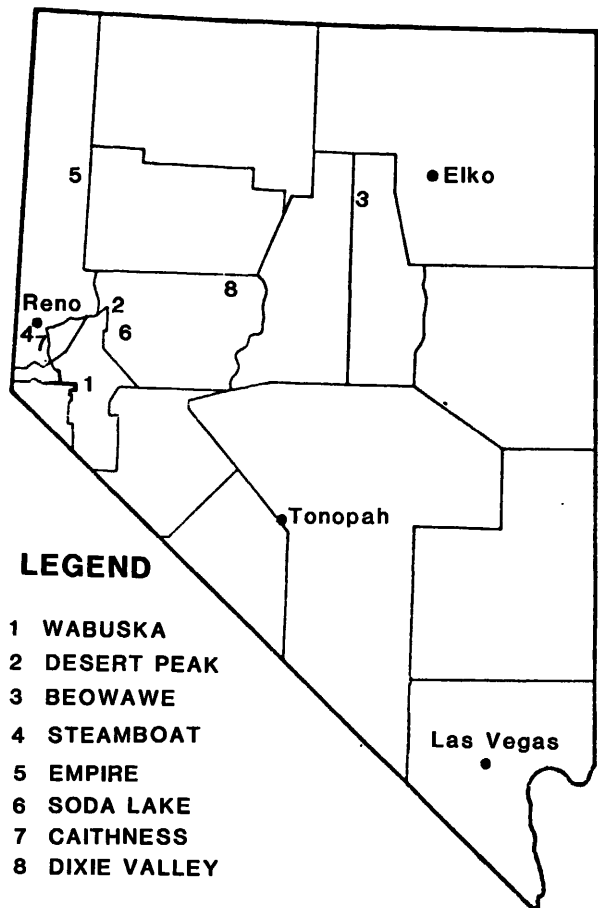 5
3
Elko
8
Reno
2
4
7
6
1
Tonopah
LEGEND
1 WABUSKA
2 DESERT PEAK
3 BEOWAWE
4 STEAMBOAT
5 EMPIRE
6 SODA LAKE
7 CAITHNESS
8 DIXIE VALLEY
Las Vegas